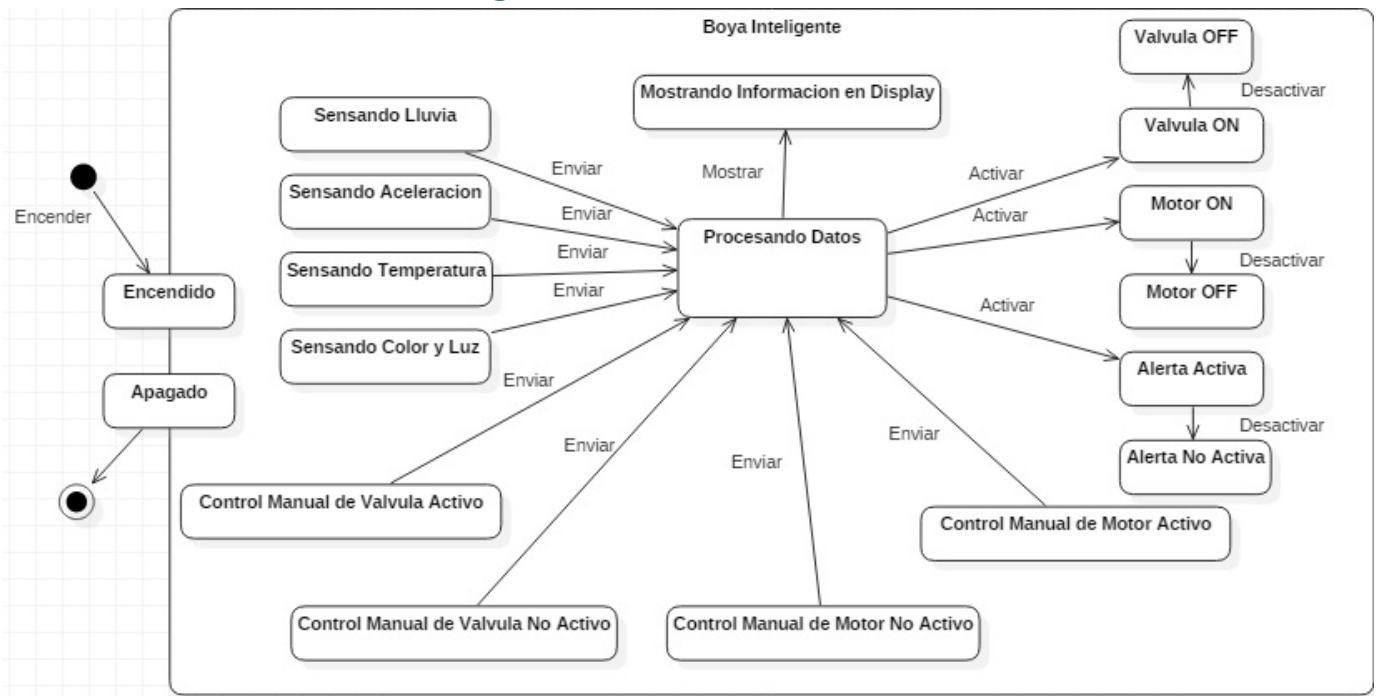 Boya Inteligente
Valvula OFF
Desactivar
Mostrando Informacion en Display
Sensando Lluvia
Valvula ON
Enviar
Mostrar
Activar
Sensando Aceleracion
Motor ON
Encender
Enviar
Activar
Procesando Datos
Enviar
Desactivar
Sensando Temperatura
Encendido
Enviar
Motor OFF
Activar
Sensando Color y Luz
Alerta Activa
Enviar
Apagado
Desactivar
Enviar
Enviar
Enviar
Alerta No Activa
Control Manual de Valvula Activo
Control Manual de Motor Activo
Control Manual de Valvula No Activo
Control Manual de Motor No Activo